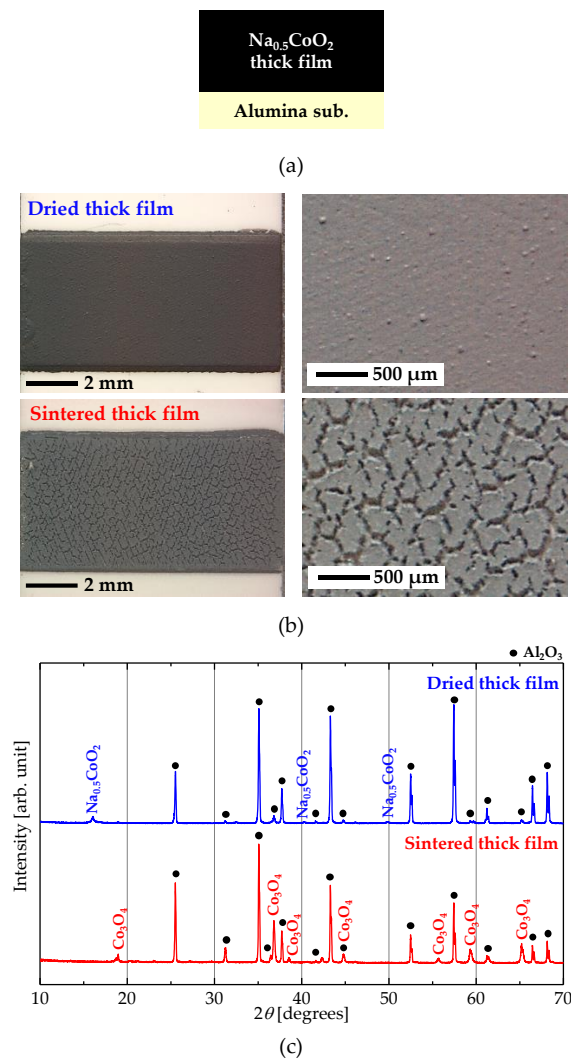 Na₀.₅CoO₂
thick film
Alumina sub.
(a)
Dried thick film
2 mm
500 μm
Sintered thick film
2 mm
500 μm
(b)
● Al₂O₃
Dried thick film
Na₀.₅CoO₂
Na₀.₅CoO₂
Na₀.₅CoO₂
Sintered thick film
Co₃O₄
Co₃O₄
Co₃O₄
Co₃O₄
Co₃O₄
Co₃O₄
Co₃O₄
Intensity [arb. unit]
10 20 30 40 50 60 70
2θ [degrees]
(c)